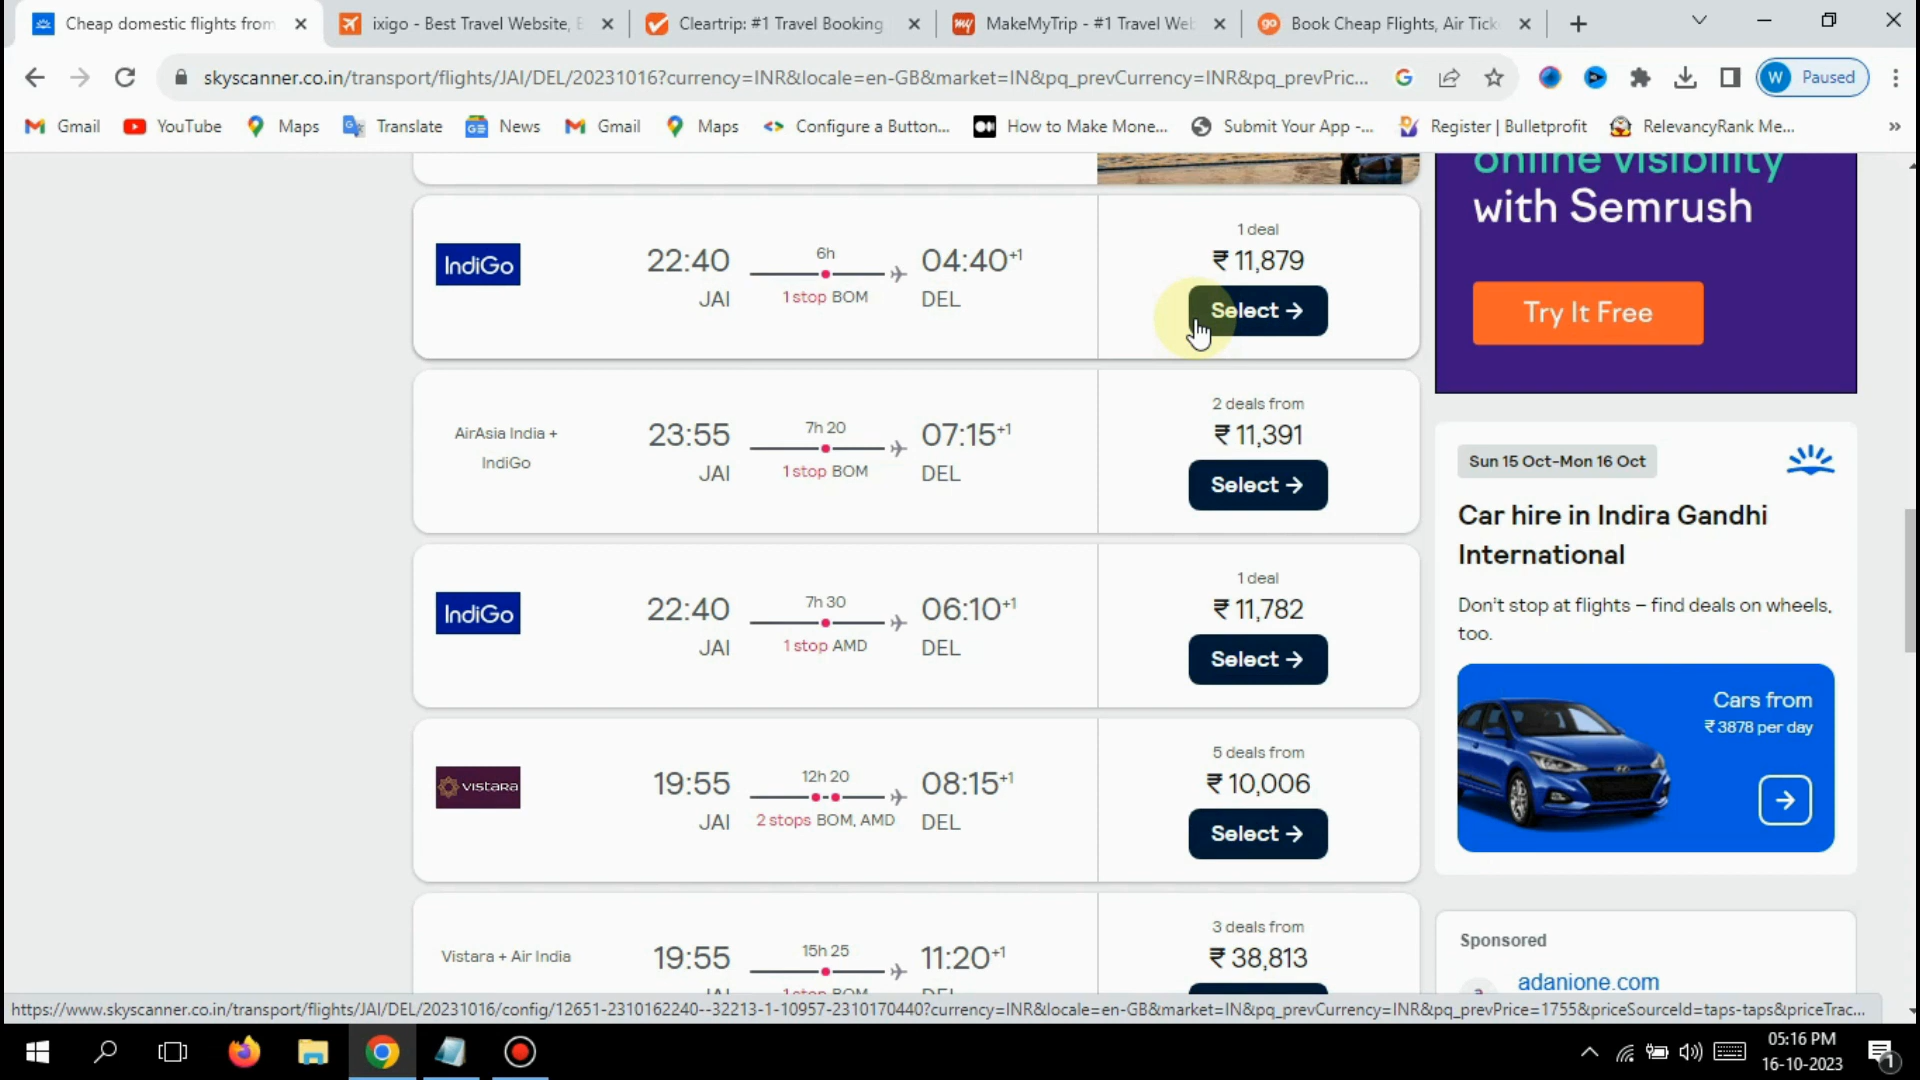 Cheap domestic flights from
ixigo - Best Travel Website,
Cleartrip: #1 Travel Booking
MakeMyTrip - #1 Travel Web
Book Cheap Flights, Air Tick
skyscanner.co.in/transport/flights/JAI/DEL/20231016?currency=INR&locale=en-GB&market=IN&pq_prevCurrency=INR&pq_prevPric...
W Paused
Gmail
YouTube
Maps
Translate
News
Gmail
Maps
Configure a Button...
How to Make Mone...
Submit Your App -...
Register | Bulletprofit
RelevancyRank Me...
IndiGo
22:40
JAI
6h
1 stop BOM
04:40+1
DEL
1 deal
₹ 11,879
Select →
AirAsia India +
IndiGo
23:55
JAI
7h 20
1 stop BOM
07:15+1
DEL
2 deals from
₹ 11,391
Select →
IndiGo
22:40
JAI
7h 30
1 stop AMD
06:10+1
DEL
1 deal
₹ 11,782
Select →
VISTARA
19:55
JAI
12h 20
2 stops BOM, AMD
08:15+1
DEL
5 deals from
₹ 10,006
Select →
Vistara + Air India
19:55
JAI
15h 25
1 stop BOM
11:20+1
DEL
3 deals from
₹ 38,813
online visibility
with Semrush
Try It Free
Sun 15 Oct-Mon 16 Oct
Car hire in Indira Gandhi
International
Don't stop at flights – find deals on wheels,
too.
Cars from
₹ 3878 per day
Sponsored
adanione.com
https://www.skyscanner.co.in/transport/flights/JAI/DEL/20231016/config/12651-2310162240--32213-1-10957-2310170440?currency=INR&locale=en-GB&market=IN&pq_prevCurrency=INR&pq_prevPrice=1755&priceSourceId=taps-taps&priceTrac...
05:16 PM
16-10-2023
1